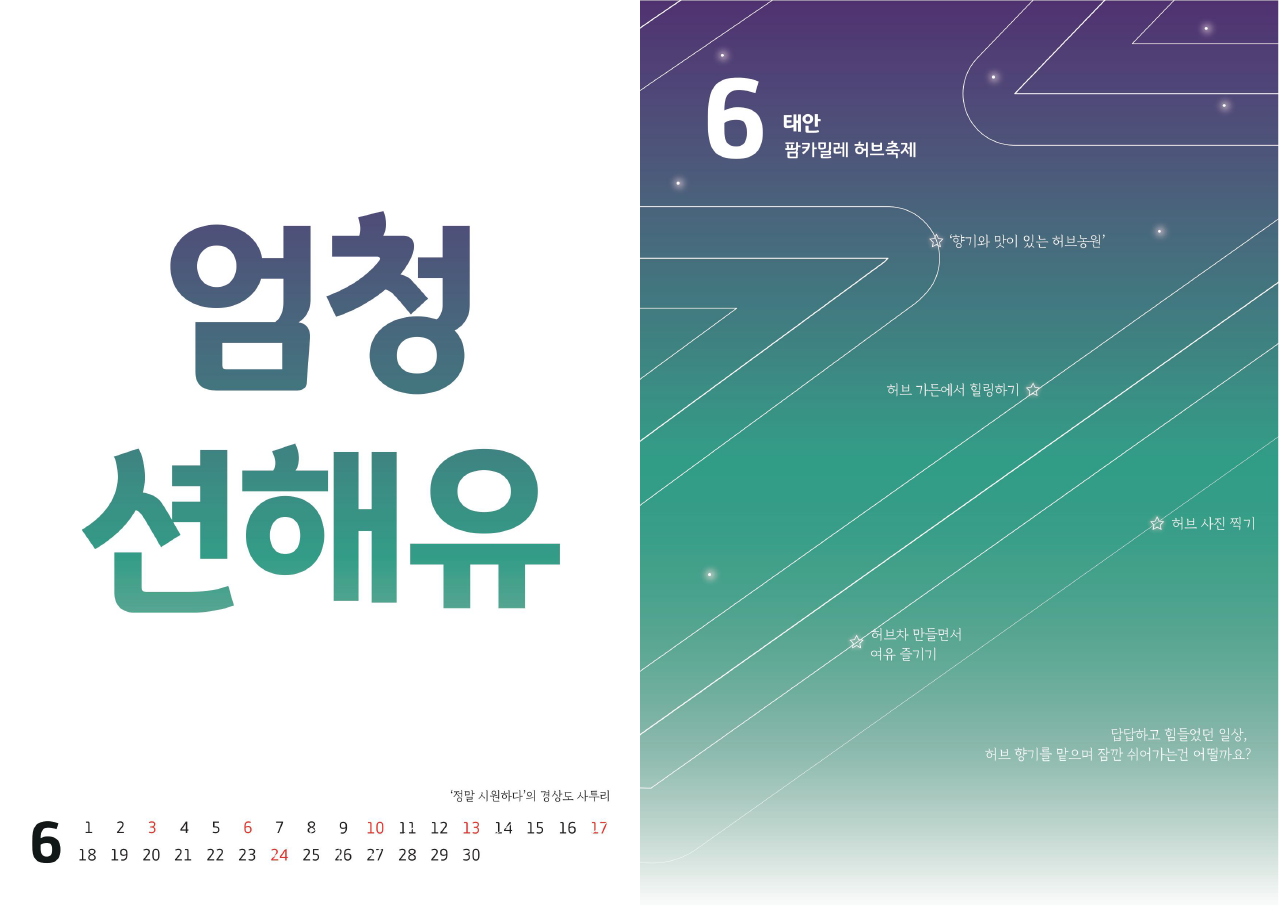 엄청
션해유
'정말 시원하다'의 경상도 사투리
6
1 2 3 4 5 6 7 8 9 10 11 12 13 14 15 16 17
18 19 20 21 22 23 24 25 26 27 28 29 30
6
태안
팜카밀레 허브축제
'향기와 맛이 있는 허브농원'
허브 가든에서 힐링하기
허브 사진 찍기
허브차 만들면서
여유 즐기기
답답하고 힘들었던 일상,
허브 향기를 맡으며 잠깐 쉬어가는건 어떨까요?